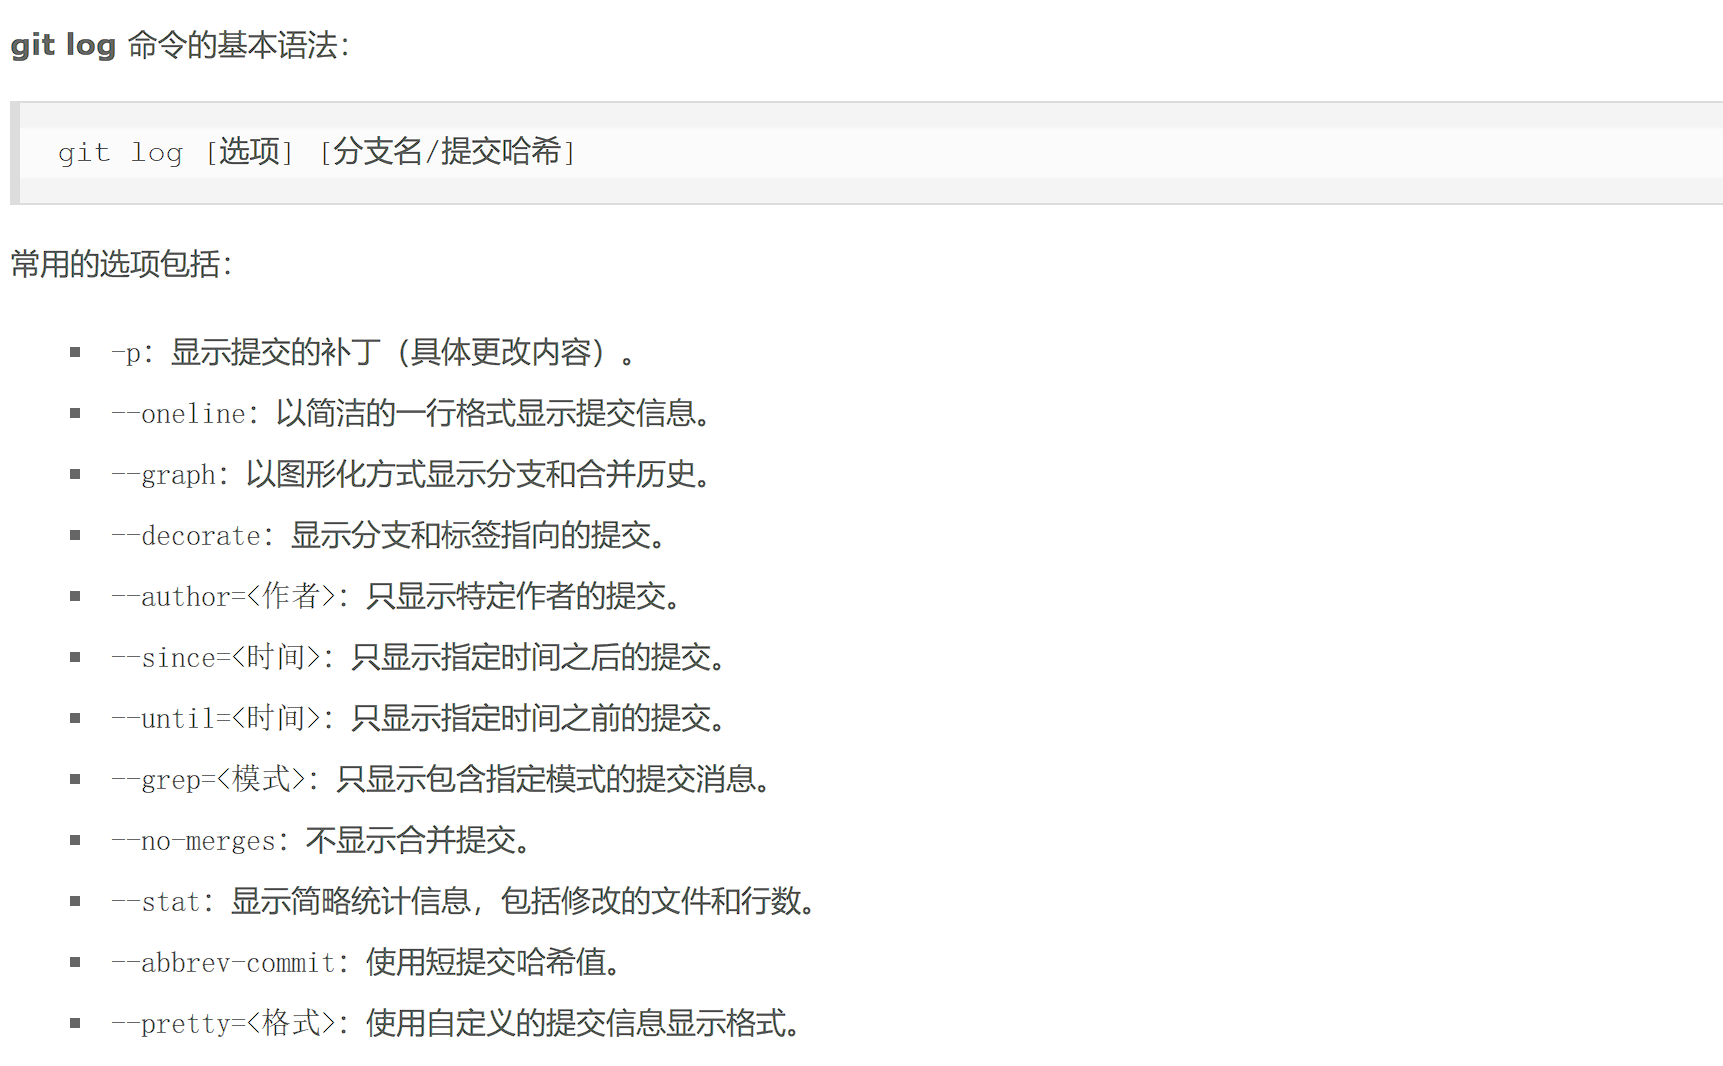 git log 命令的基本语法：
git log [选项] [分支名/提交哈希]
常用的选项包括：
-p：显示提交的补丁（具体更改内容）。
--oneline：以简洁的一行格式显示提交信息。
--graph：以图形化方式显示分支和合并历史。
--decorate：显示分支和标签指向的提交。
--author=<作者>：只显示特定作者的提交。
--since=<时间>：只显示指定时间之后的提交。
--until=<时间>：只显示指定时间之前的提交。
--grep=<模式>：只显示包含指定模式的提交消息。
--no-merges：不显示合并提交。
--stat：显示简略统计信息，包括修改的文件和行数。
--abbrev-commit：使用短提交哈希值。
--pretty=<格式>：使用自定义的提交信息显示格式。